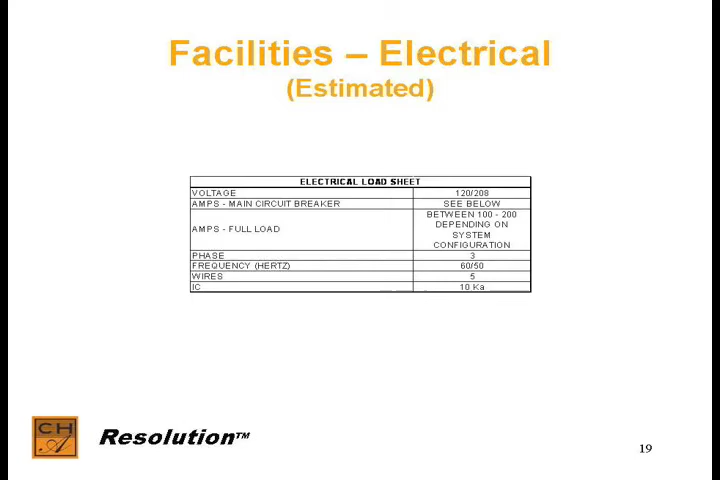 Facilities – Electrical
(Estimated)
ELECTRICAL LOAD SHEET
VOLTAGE 120/208
AMPS - MAIN CIRCUIT BREAKER SEE BELOW
AMPS - FULL LOAD BETWEEN 100 - 200
DEPENDING ON
SYSTEM
CONFIGURATION
PHASE 3
FREQUENCY (HERTZ) 60/50
WIRES 5
IC 10 Ka
CH
A
Resolution™
19